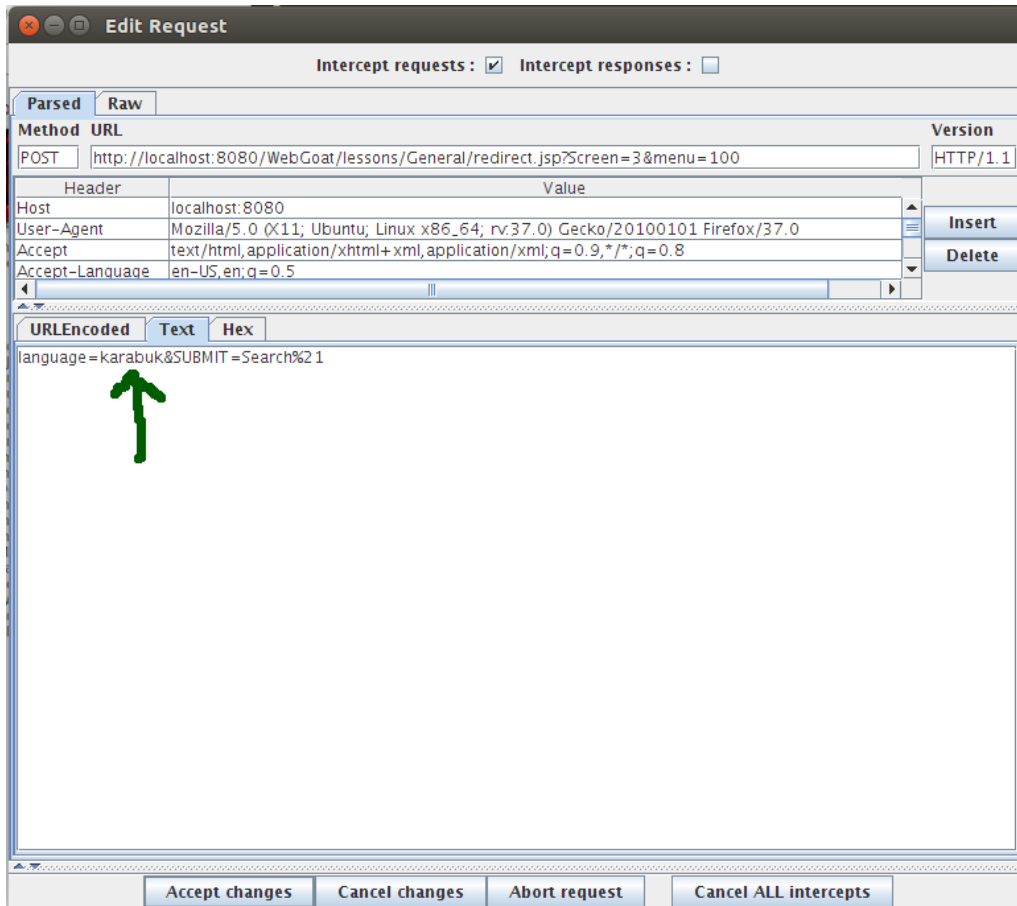 Edit Request
Intercept requests : Intercept responses :
Parsed Raw
Method URL Version
POST http://localhost:8080/WebGoat/lessons/General/redirect.jsp?Screen=3&menu=100 HTTP/1.1
Header Value
Host localhost:8080
User-Agent Mozilla/5.0 (X11; Ubuntu; Linux x86_64; rv:37.0) Gecko/20100101 Firefox/37.0
Insert
Accept text/html,application/xhtml+xml,application/xml;q=0.9,*/*;q=0.8
Delete
Accept-Language en-US,en;q=0.5
URLEncoded Text Hex
language=karabuk&SUBMIT=Search%21
Accept changes Cancel changes Abort request Cancel ALL intercepts